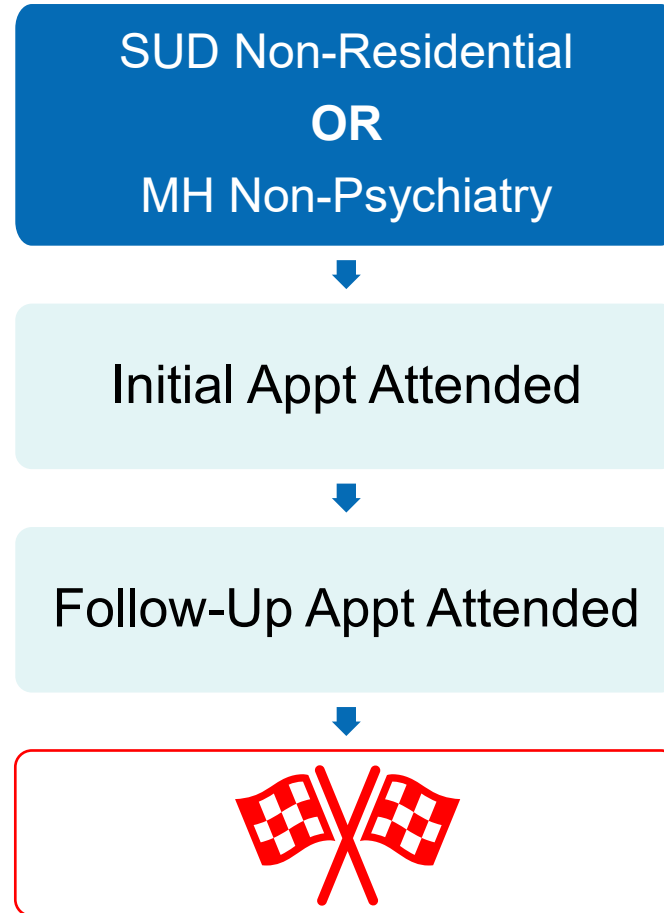 SUD Non-Residential
OR
MH Non-Psychiatry
Initial Appt Attended
Follow-Up Appt Attended